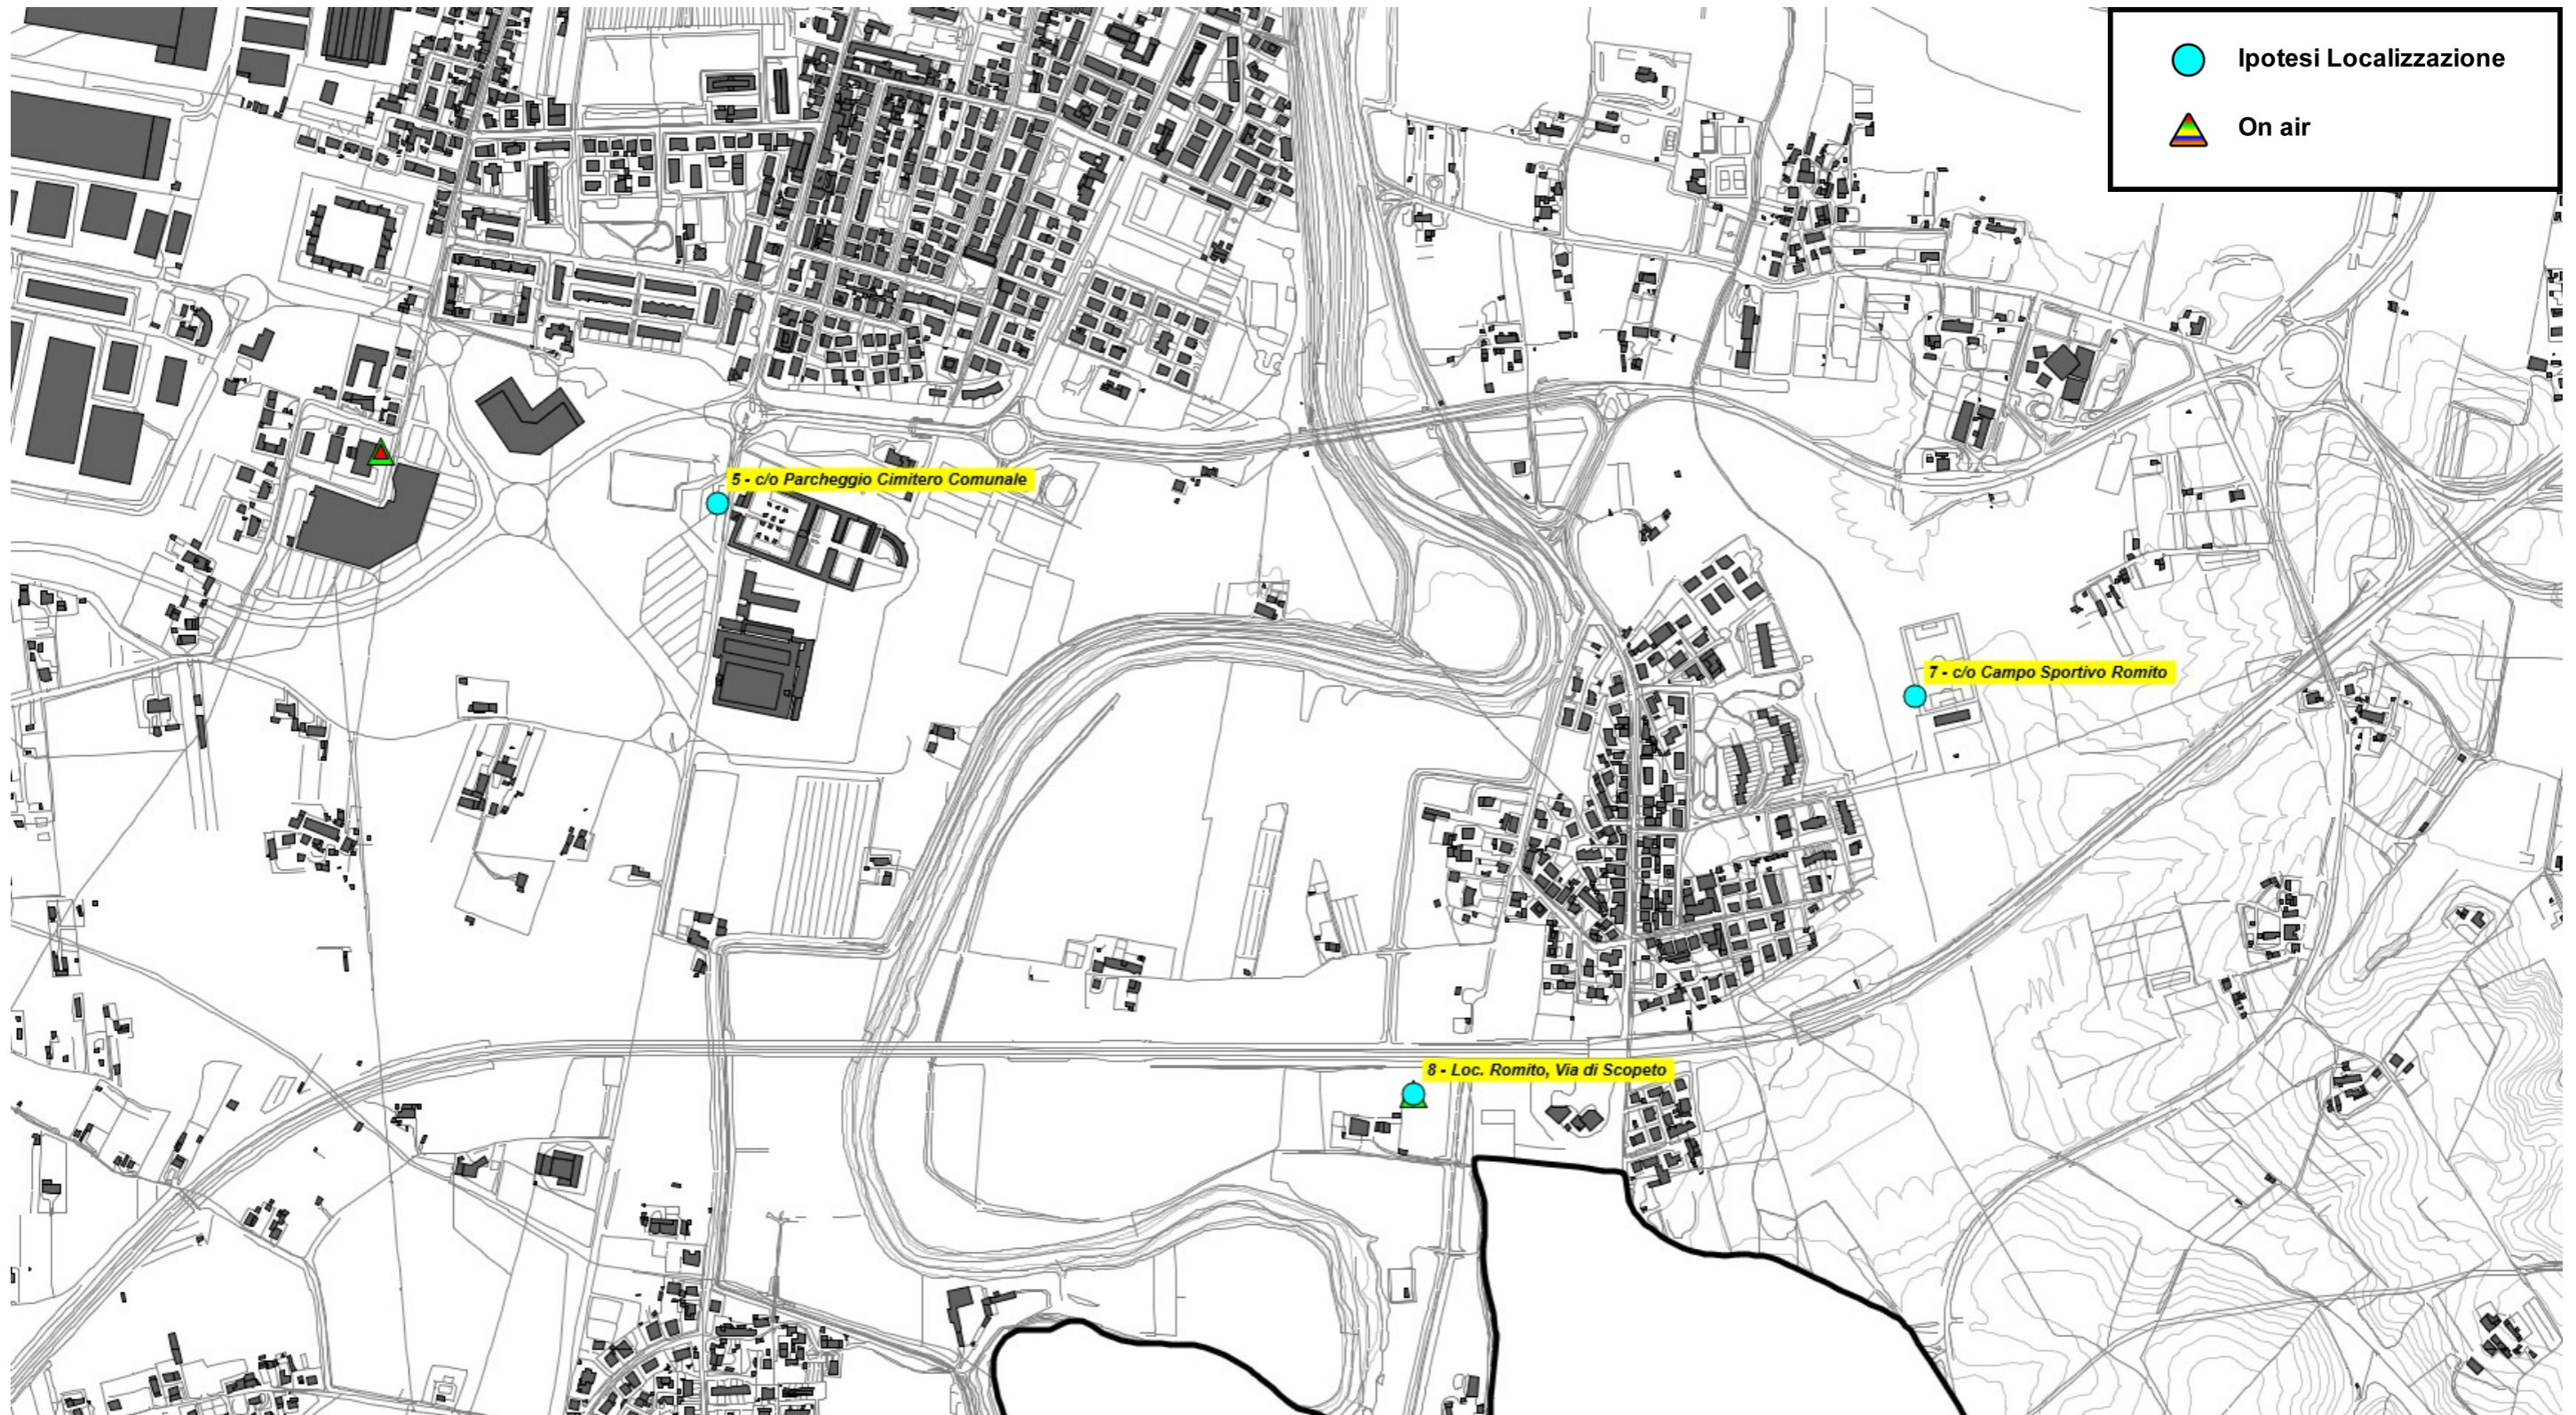 Ipotesi Localizzazione
On air
5 - c/o Parcheggio Cimitero Comunale
7 - c/o Campo Sportivo Romito
8 - Loc. Romito, Via di Scopeto